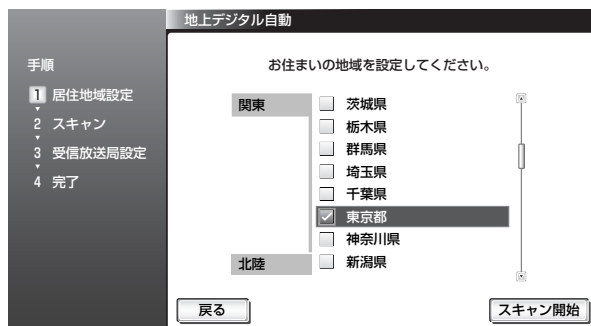 地上デジタル自動
手順
1 居住地域設定
2 スキャン
3 受信放送局設定
4 完了
お住まいの地域を設定してください。
関東
茨城県
栃木県
群馬県
埼玉県
千葉県
東京都
神奈川県
北陸
新潟県
戻る
スキャン開始